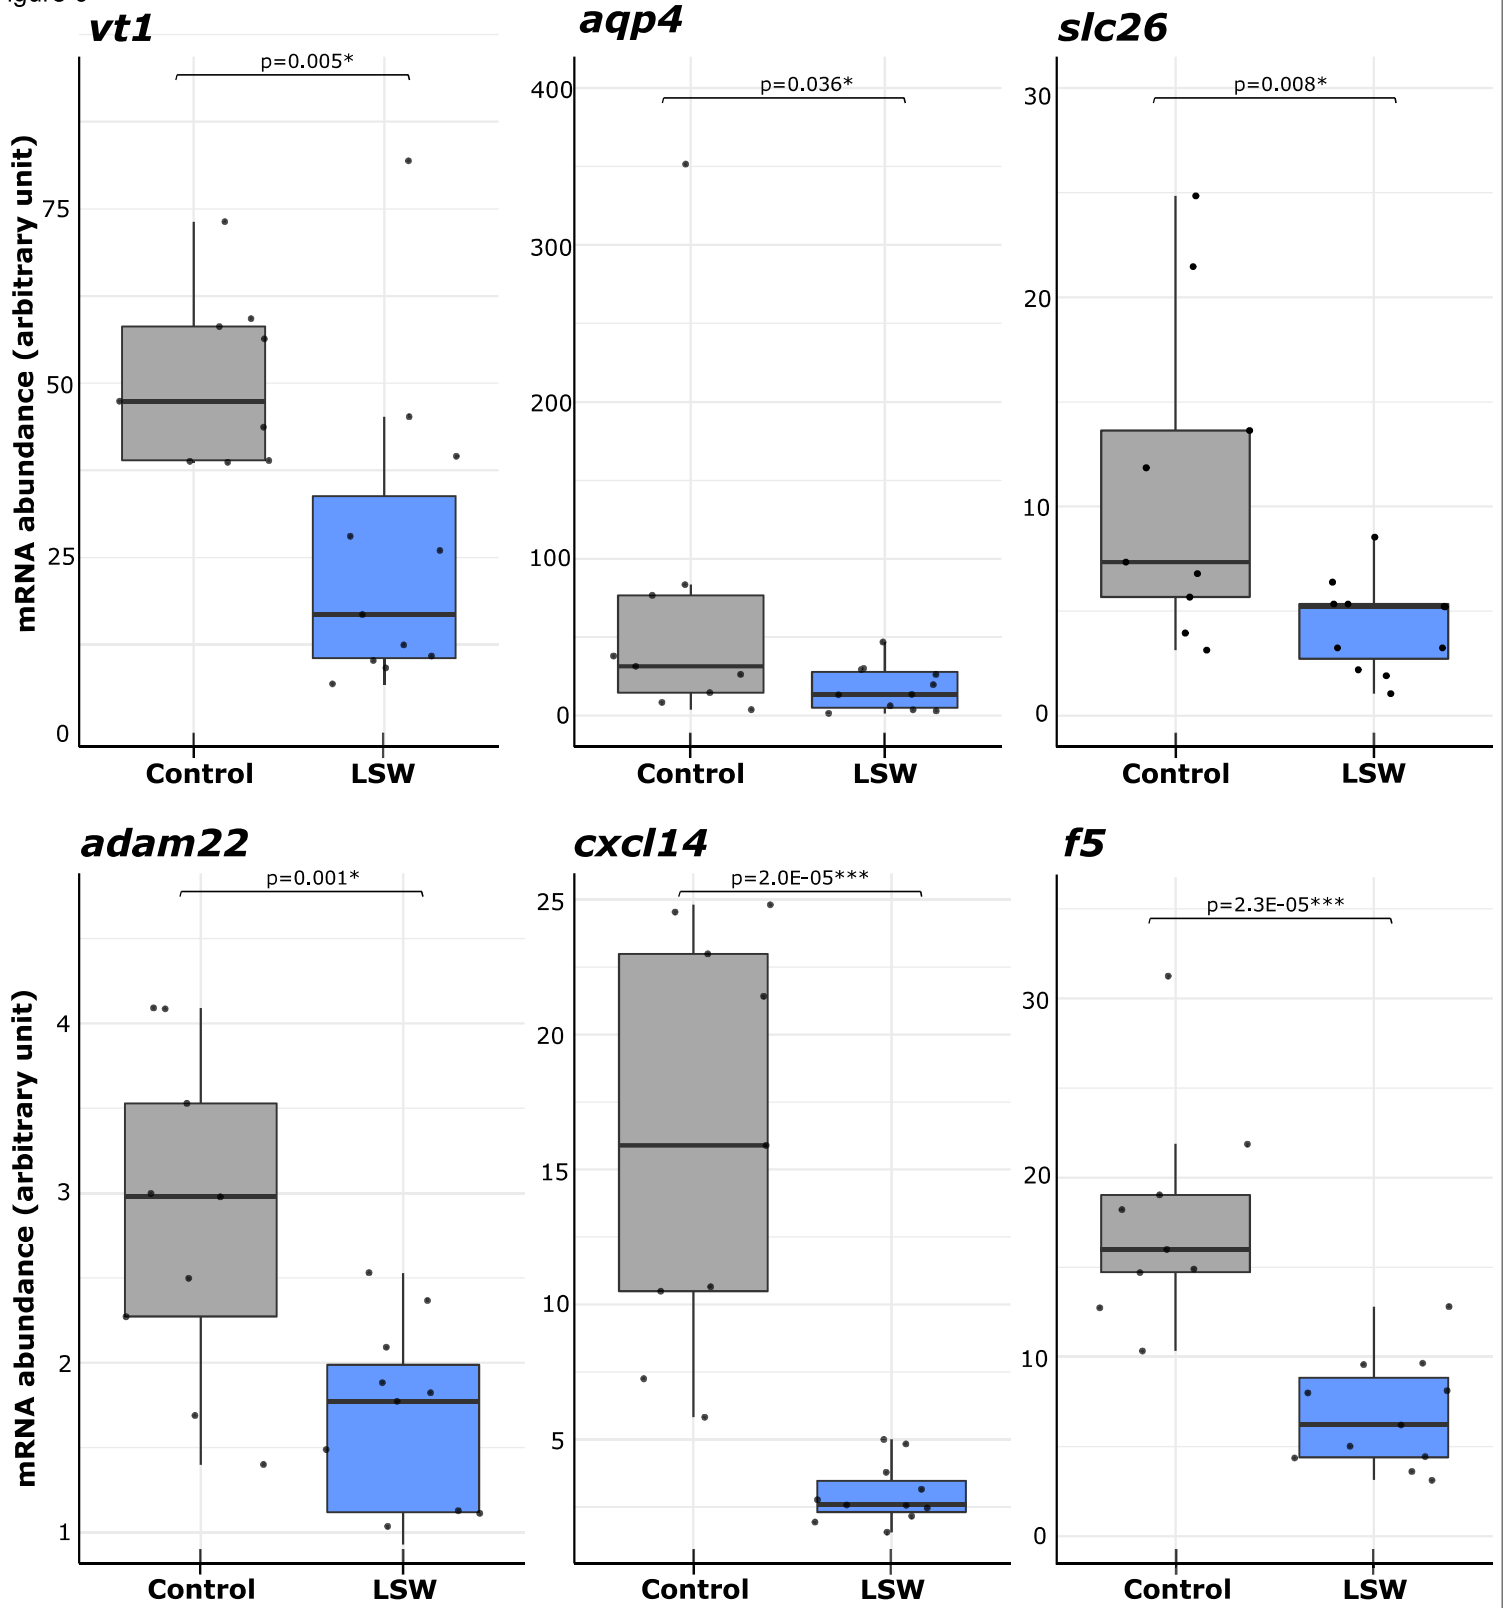 vt1
aqp4
slc26
p=0.005*
p=0.036*
p=0.008*
mRNA abundance (arbitrary unit)
75
50
25
0
400
300
200
100
0
30
20
10
0
Control
LSW
Control
LSW
Control
LSW
adam22
cxcl14
f5
p=0.001*
p=2.0E-05***
p=2.3E-05***
mRNA abundance (arbitrary unit)
4
3
2
1
25
20
15
10
5
30
20
10
0
Control
LSW
Control
LSW
Control
LSW